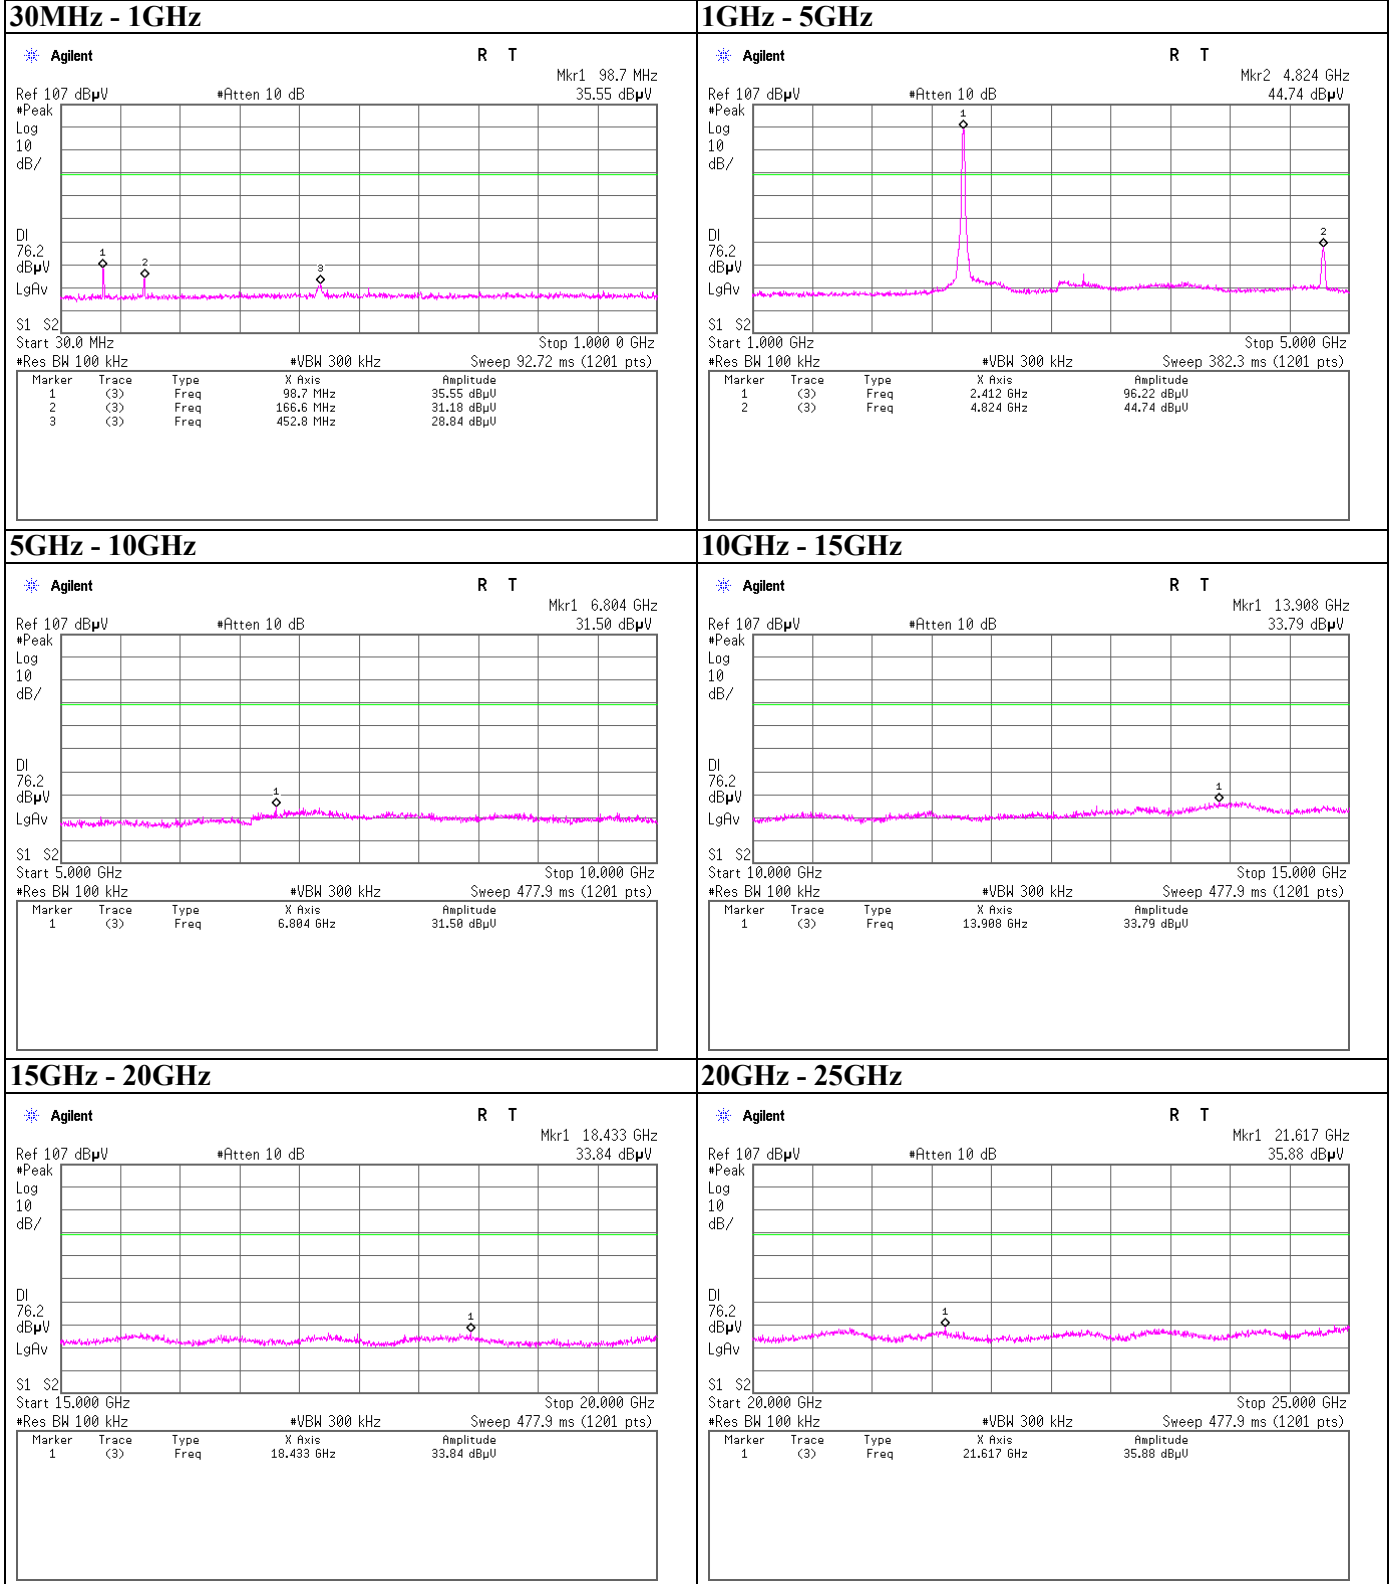 30MHz - 1GHz
Agilent
R T
Mkr1 98.7 MHz
Ref 107 dBµV #Atten 10 dB 35.55 dBµV
#Peak
Log
10
dB/
DI
76.2
dBµV
LgAv
S1 S2
1
2
3
Start 30.0 MHz Stop 1.000 0 GHz
#Res BW 100 kHz #VBW 300 kHz Sweep 92.72 ms (1201 pts)
Marker Trace Type X Axis Amplitude
1 (3) Freq 98.7 MHz 35.55 dBµV
2 (3) Freq 166.6 MHz 31.18 dBµV
3 (3) Freq 452.8 MHz 28.84 dBµV
1GHz - 5GHz
Agilent
R T
Mkr2 4.824 GHz
Ref 107 dBµV #Atten 10 dB 44.74 dBµV
#Peak
Log
10
dB/
DI
76.2
dBµV
LgAv
S1 S2
1
2
Start 1.000 GHz Stop 5.000 GHz
#Res BW 100 kHz #VBW 300 kHz Sweep 382.3 ms (1201 pts)
Marker Trace Type X Axis Amplitude
1 (3) Freq 2.412 GHz 96.22 dBµV
2 (3) Freq 4.824 GHz 44.74 dBµV
5GHz - 10GHz
Agilent
R T
Mkr1 6.804 GHz
Ref 107 dBµV #Atten 10 dB 31.50 dBµV
#Peak
Log
10
dB/
DI
76.2
dBµV
LgAv
S1 S2
1
Start 5.000 GHz Stop 10.000 GHz
#Res BW 100 kHz #VBW 300 kHz Sweep 477.9 ms (1201 pts)
Marker Trace Type X Axis Amplitude
1 (3) Freq 6.804 GHz 31.50 dBµV
10GHz - 15GHz
Agilent
R T
Mkr1 13.908 GHz
Ref 107 dBµV #Atten 10 dB 33.79 dBµV
#Peak
Log
10
dB/
DI
76.2
dBµV
LgAv
S1 S2
1
Start 10.000 GHz Stop 15.000 GHz
#Res BW 100 kHz #VBW 300 kHz Sweep 477.9 ms (1201 pts)
Marker Trace Type X Axis Amplitude
1 (3) Freq 13.908 GHz 33.79 dBµV
15GHz - 20GHz
Agilent
R T
Mkr1 18.433 GHz
Ref 107 dBµV #Atten 10 dB 33.84 dBµV
#Peak
Log
10
dB/
DI
76.2
dBµV
LgAv
S1 S2
1
Start 15.000 GHz Stop 20.000 GHz
#Res BW 100 kHz #VBW 300 kHz Sweep 477.9 ms (1201 pts)
Marker Trace Type X Axis Amplitude
1 (3) Freq 18.433 GHz 33.84 dBµV
20GHz - 25GHz
Agilent
R T
Mkr1 21.617 GHz
Ref 107 dBµV #Atten 10 dB 35.88 dBµV
#Peak
Log
10
dB/
DI
76.2
dBµV
LgAv
S1 S2
1
Start 20.000 GHz Stop 25.000 GHz
#Res BW 100 kHz #VBW 300 kHz Sweep 477.9 ms (1201 pts)
Marker Trace Type X Axis Amplitude
1 (3) Freq 21.617 GHz 35.88 dBµV